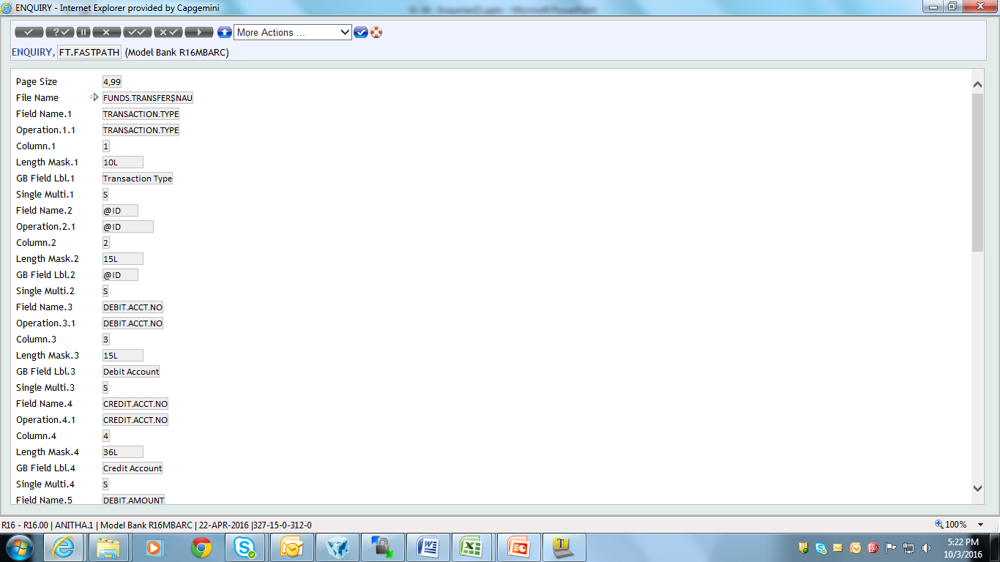 ENQUIRY - Internet Explorer provided by Capgemini
More Actions ...
ENQUIRY, FT.FASTPATH (Model Bank R16MBARC)
Page Size 4,99
File Name FUNDS.TRANSFER$NAU
Field Name.1 TRANSACTION.TYPE
Operation.1.1 TRANSACTION.TYPE
Column.1 1
Length Mask.1 10L
GB Field Lbl.1 Transaction Type
Single Multi.1 S
Field Name.2 @ID
Operation.2.1 @ID
Column.2 2
Length Mask.2 15L
GB Field Lbl.2 @ID
Single Multi.2 S
Field Name.3 DEBIT.ACCT.NO
Operation.3.1 DEBIT.ACCT.NO
Column.3 3
Length Mask.3 15L
GB Field Lbl.3 Debit Account
Single Multi.3 S
Field Name.4 CREDIT.ACCT.NO
Operation.4.1 CREDIT.ACCT.NO
Column.4 4
Length Mask.4 36L
GB Field Lbl.4 Credit Account
Single Multi.4 S
Field Name.5 DEBIT.AMOUNT
R16 - R16.00 | ANITHA.1 | Model Bank R16MBARC | 22-APR-2016 |327-15-0-312-0
100%
5:22 PM
10/3/2016